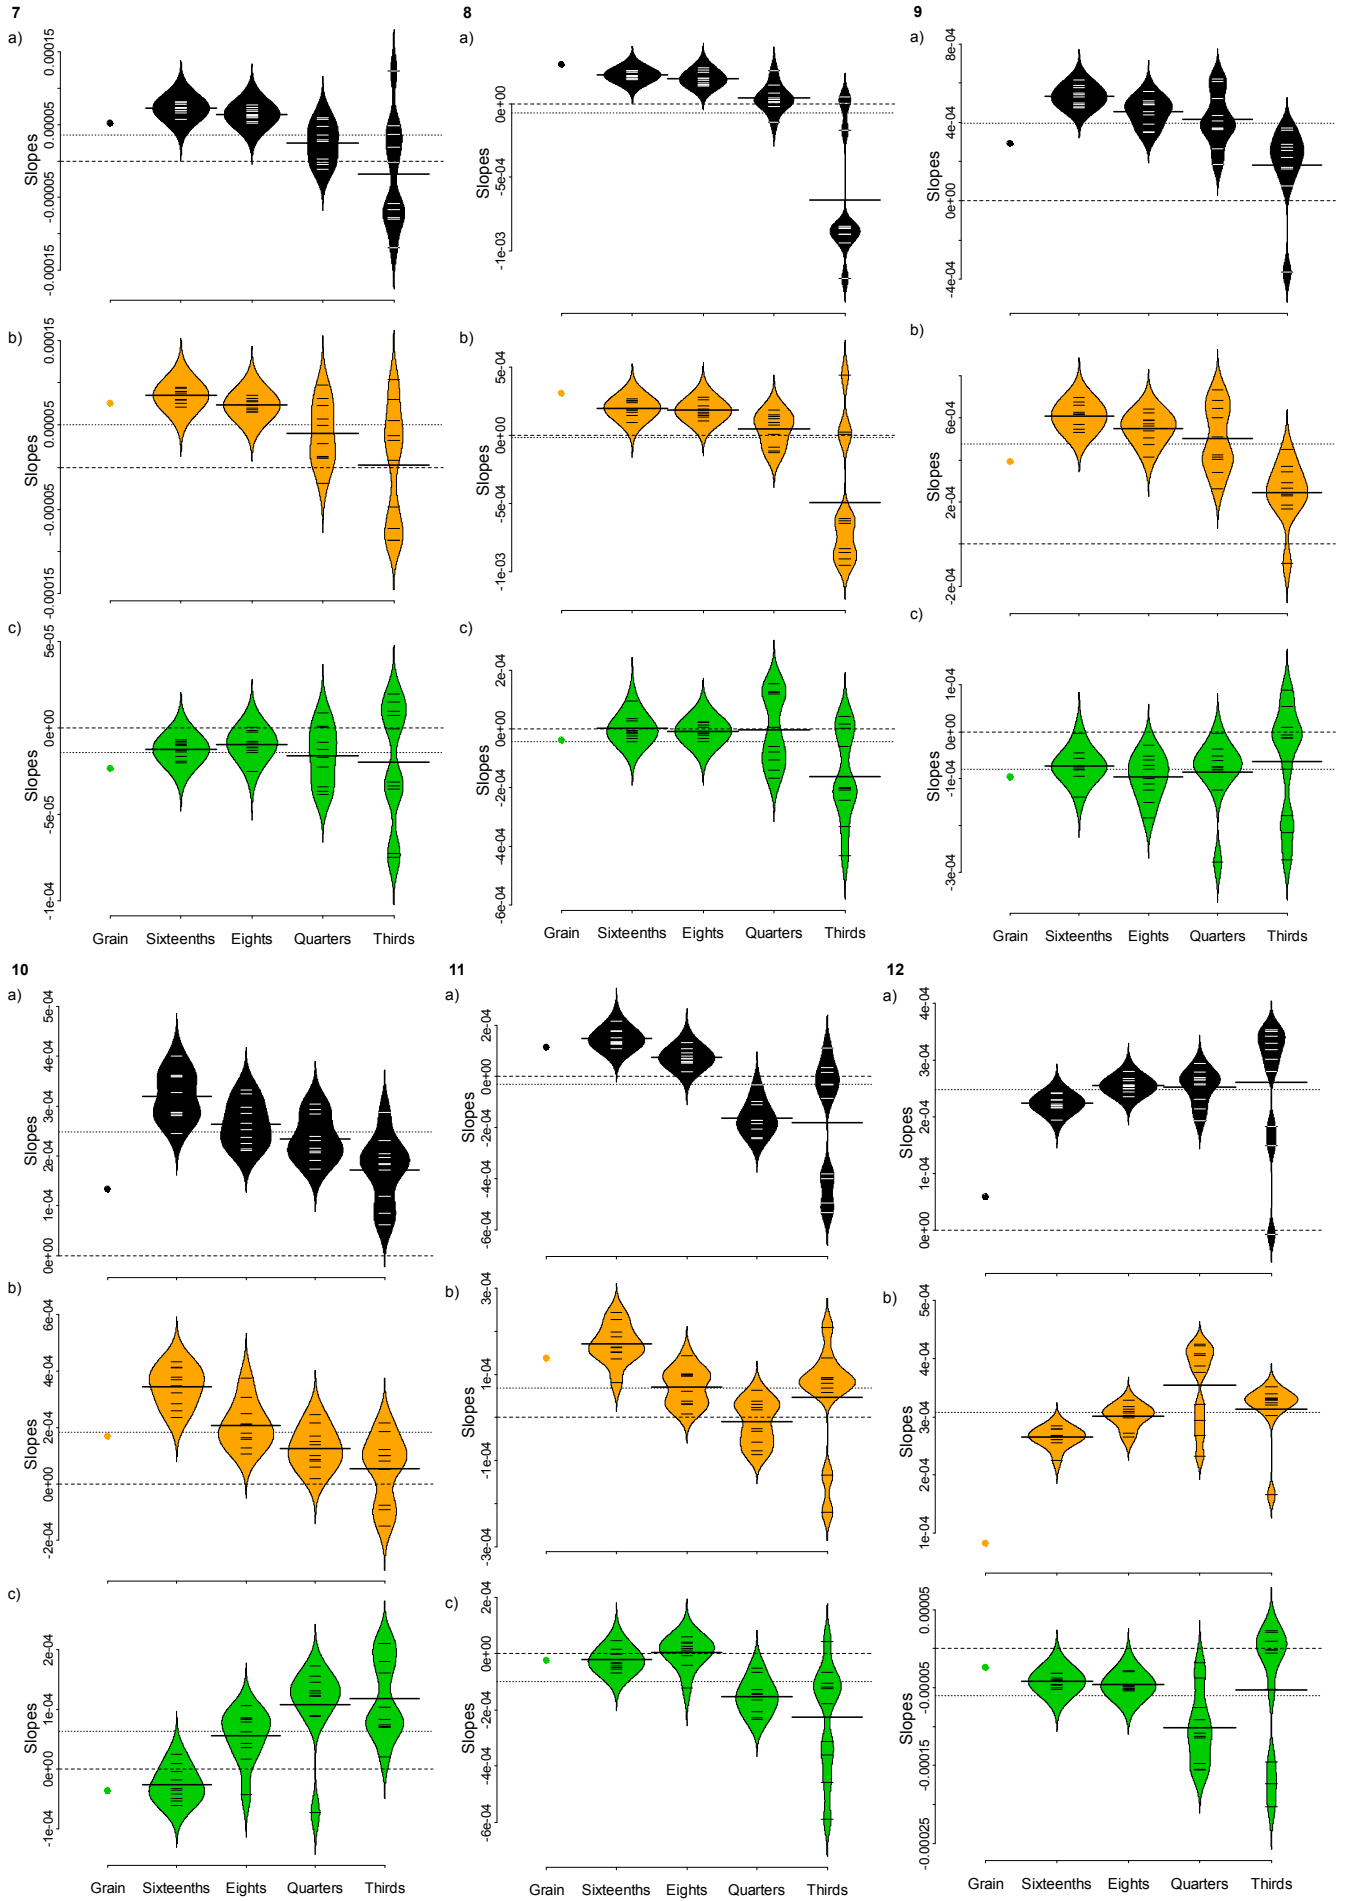 7
a)
Slopes
0.00015
0.00005
-0.00005
-0.00015
b)
Slopes
0.00015
0.00005
-0.00005
-0.00015
c)
Slopes
5e-05
0e+00
-5e-05
-1e-04
Grain Sixteenths Eights Quarters Thirds
8
a)
Slopes
0e+00
-5e-04
-1e-03
b)
Slopes
5e-04
0e+00
-5e-04
-1e-03
c)
Slopes
2e-04
0e+00
-2e-04
-4e-04
-6e-04
Grain Sixteenths Eights Quarters Thirds
9
a)
Slopes
8e-04
4e-04
0e+00
-4e-04
b)
Slopes
6e-04
2e-04
-2e-04
c)
Slopes
1e-04
0e+00
-1e-04
-3e-04
Grain Sixteenths Eights Quarters Thirds
10
a)
Slopes
5e-04
4e-04
3e-04
2e-04
1e-04
0e+00
b)
Slopes
6e-04
4e-04
2e-04
0e+00
-2e-04
c)
Slopes
2e-04
1e-04
0e+00
-1e-04
Grain Sixteenths Eights Quarters Thirds
11
a)
Slopes
2e-04
0e+00
-2e-04
-4e-04
-6e-04
b)
Slopes
3e-04
1e-04
-1e-04
-3e-04
c)
Slopes
2e-04
0e+00
-2e-04
-4e-04
-6e-04
Grain Sixteenths Eights Quarters Thirds
12
a)
Slopes
4e-04
3e-04
2e-04
1e-04
0e+00
b)
Slopes
5e-04
4e-04
3e-04
2e-04
1e-04
c)
Slopes
0.00005
-0.00005
-0.00015
-0.00025
Grain Sixteenths Eights Quarters Thirds